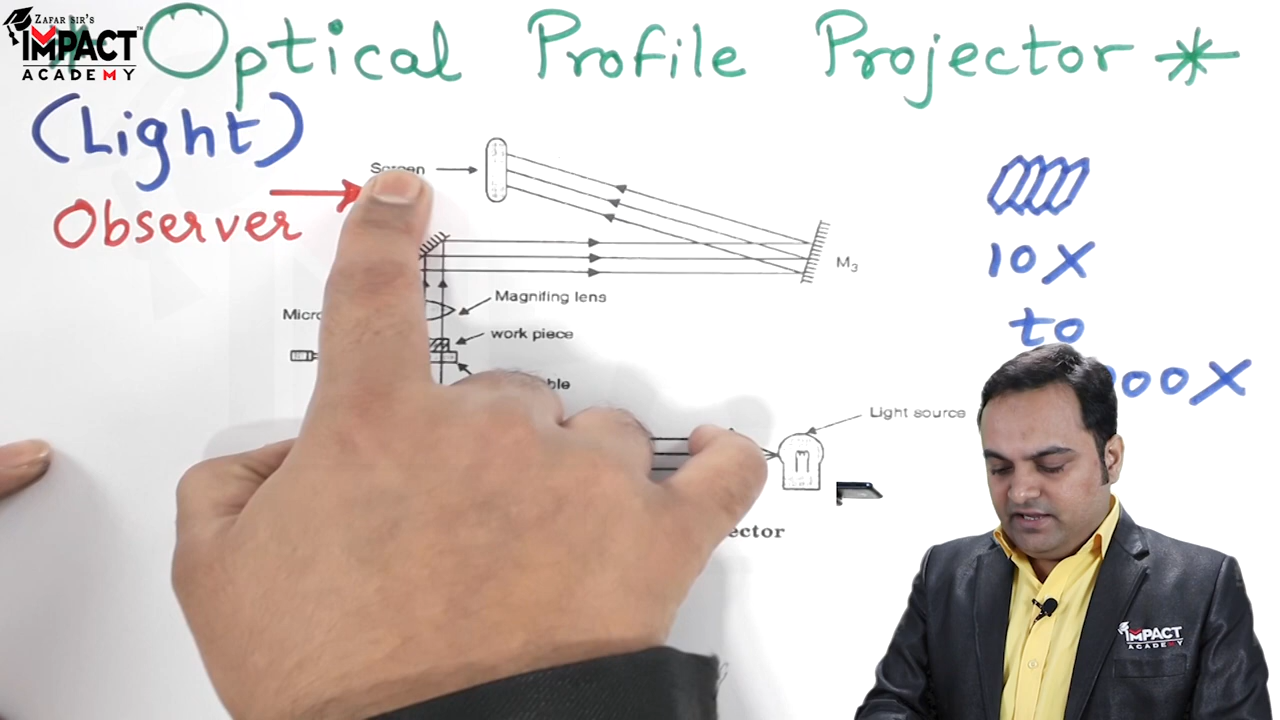 ZAFAR SIR'S
IMPACT
ACADEMY
* Optical Profile Projector *
(Light)
Observer
Screen
M3
Magnifing lens
work piece
Light source
10X
to
IMPACT
ACADEMY